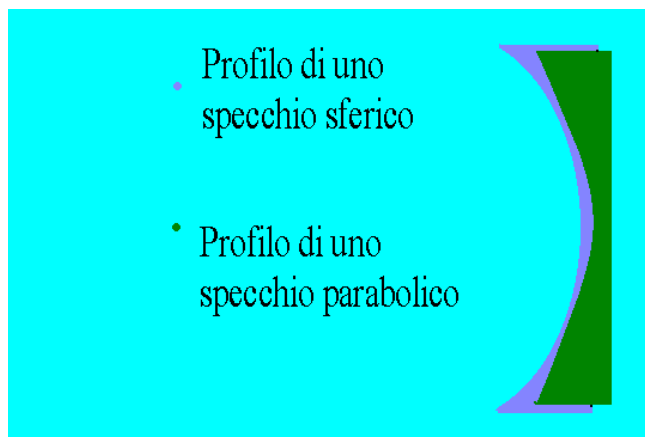 Profilo di uno
specchio sferico
Profilo di uno
specchio parabolico